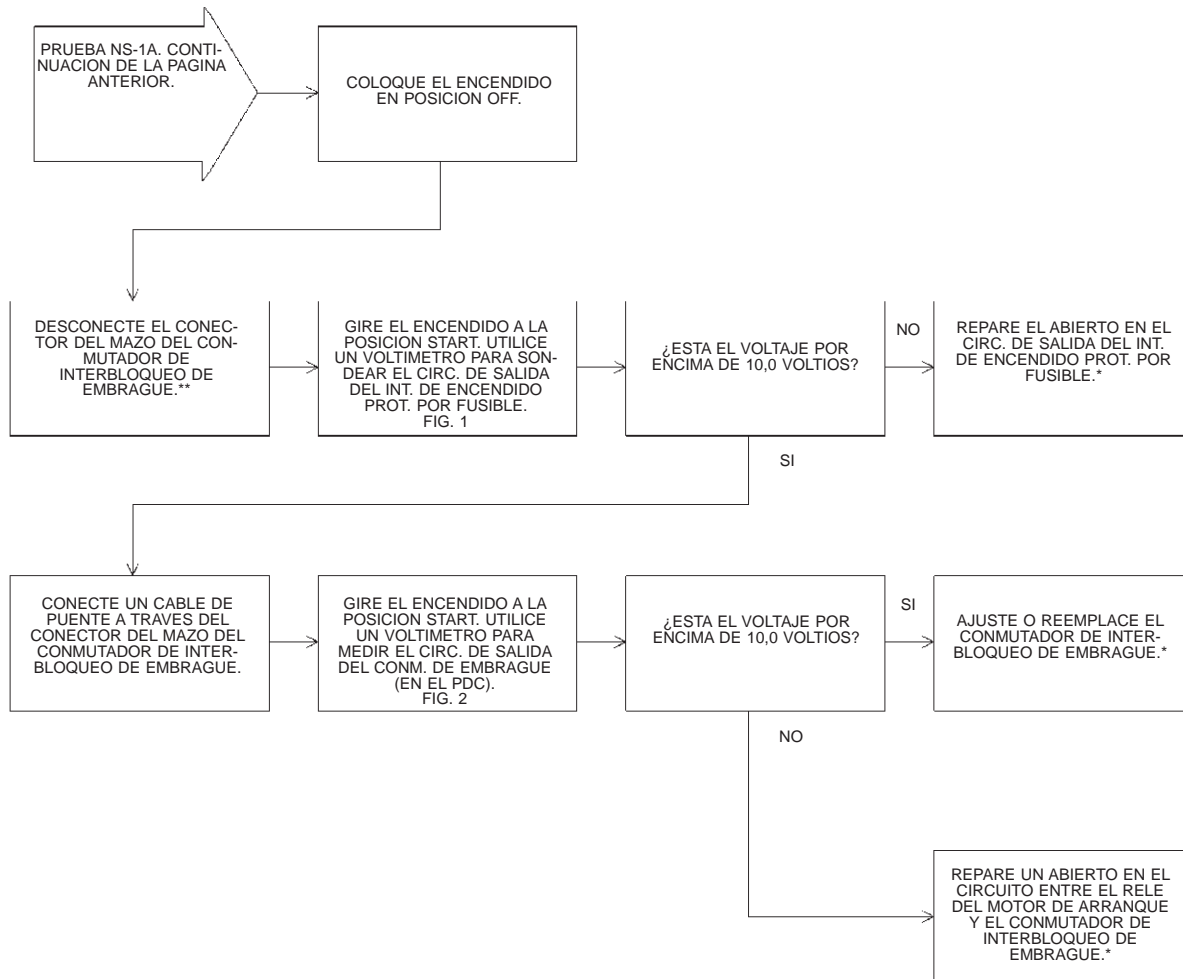 PRUEBA NS-1A. CONTI-
NUACION DE LA PAGINA
ANTERIOR.
COLOQUE EL ENCENDIDO
EN POSICION OFF.
DESCONECTE EL CONEC-
TOR DEL MAZO DEL CON-
MUTADOR DE
INTERBLOQUEO DE
EMBRAGUE.**
GIRE EL ENCENDIDO A LA
POSICION START. UTILICE
UN VOLTIMETRO PARA SON-
DEAR EL CIRC. DE SALIDA
DEL INT. DE ENCENDIDO
PROT. POR FUSIBLE.
FIG. 1
¿ESTA EL VOLTAJE POR
ENCIMA DE 10,0 VOLTIOS?
NO
REPARE EL ABIERTO EN EL
CIRC. DE SALIDA DEL INT.
DE ENCENDIDO PROT. POR
FUSIBLE.*
SI
CONECTE UN CABLE DE
PUENTE A TRAVES DEL
CONECTOR DEL MAZO DEL
CONMUTADOR DE INTER-
BLOQUEO DE EMBRAGUE.
GIRE EL ENCENDIDO A LA
POSICION START. UTILICE
UN VOLTIMETRO PARA
MEDIR EL CIRC. DE SALIDA
DEL CONM. DE EMBRAGUE
(EN EL PDC).
FIG. 2
¿ESTA EL VOLTAJE POR
ENCIMA DE 10,0 VOLTIOS?
SI
AJUSTE O REEMPLACE EL
CONMUTADOR DE INTER-
BLOQUEO DE EMBRAGUE.*
NO
REPARE UN ABIERTO EN EL
CIRCUITO ENTRE EL RELE
DEL MOTOR DE ARRANQUE
Y EL CONMUTADOR DE
INTERBLOQUEO DE
EMBRAGUE.*